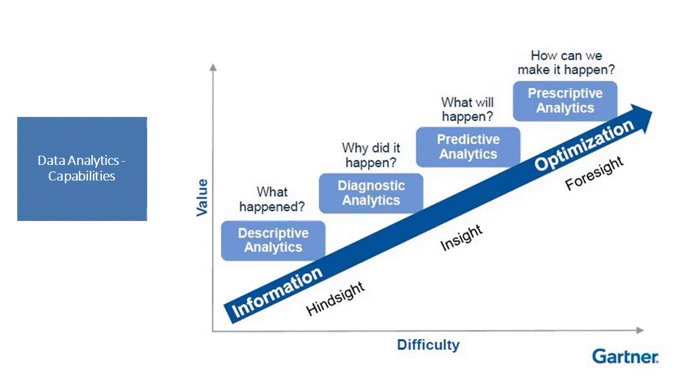 Data Analytics -
Capabilities
Value
What
happened?
Descriptive
Analytics
Why did it
happen?
Diagnostic
Analytics
What will
happen?
Predictive
Analytics
How can we
make it happen?
Prescriptive
Analytics
Information
Optimization
Hindsight
Insight
Foresight
Difficulty
Gartner.